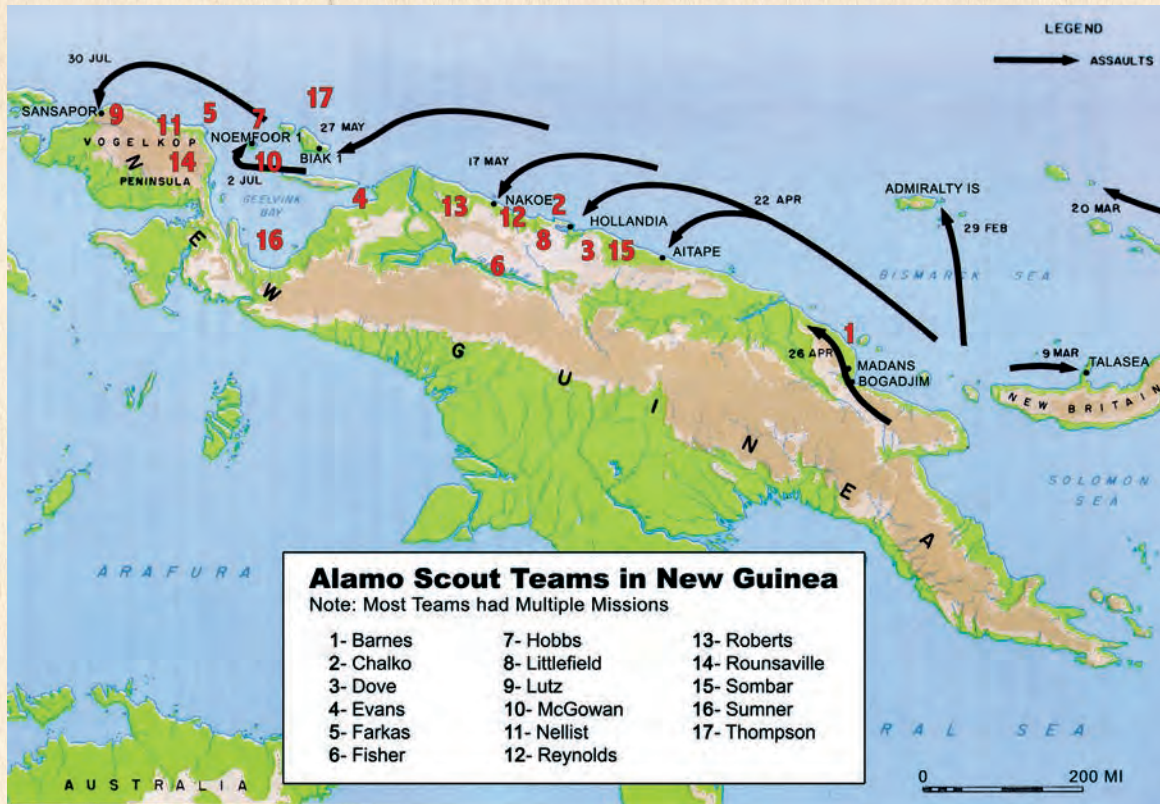 LEGEND
ASSAULTS
30 JUL
SANSAPOR
9
11
5
7
17
VOGELKOP
14
PENINSULA
NOEMFOOR 1
27 MAY
BIAK 1
10
2 JUL
GEELVINK
BAY
16
4
17 MAY
NAKOE
13
12
2
8
HOLLANDIA
3
15
AITAPE
6
22 APR
ADMIRALTY IS
29 FEB
20 MAR
BISMARCK SEA
1
26 APR
MADANS
BOGADJIM
9 MAR
TALASEA
NEW BRITAIN
SOLOMON
SEA
NEW GUINEA
ARAFURA
Alamo Scout Teams in New Guinea
Note: Most Teams had Multiple Missions
1- Barnes
2- Chalko
3- Dove
4- Evans
5- Farkas
6- Fisher
7- Hobbs
8- Littlefield
9- Lutz
10- McGowan
11- Nellist
12- Reynolds
13- Roberts
14- Rounsaville
15- Sombar
16- Sumner
17- Thompson
RAL SEA
AUSTRALIA
0 200 MI